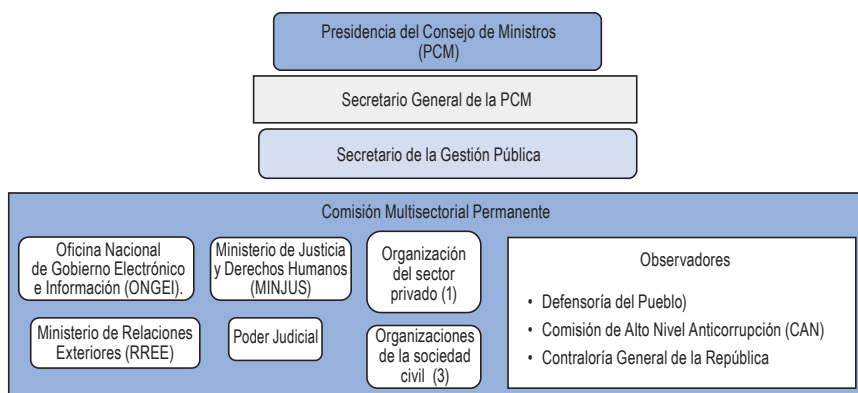 Presidencia del Consejo de Ministros
(PCM)
Secretario General de la PCM
Secretario de la Gestión Pública
Comisión Multisectorial Permanente
Oficina Nacional
de Gobierno Electrónico
e Información (ONGEI).
Ministerio de Justicia
y Derechos Humanos
(MINJUS)
Organización
del sector
privado (1)
Ministerio de Relaciones
Exteriores (RREE)
Poder Judicial
Organizaciones
de la sociedad
civil (3)
Observadores
• Defensoría del Pueblo)
• Comisión de Alto Nivel Anticorrupción (CAN)
• Contraloría General de la República